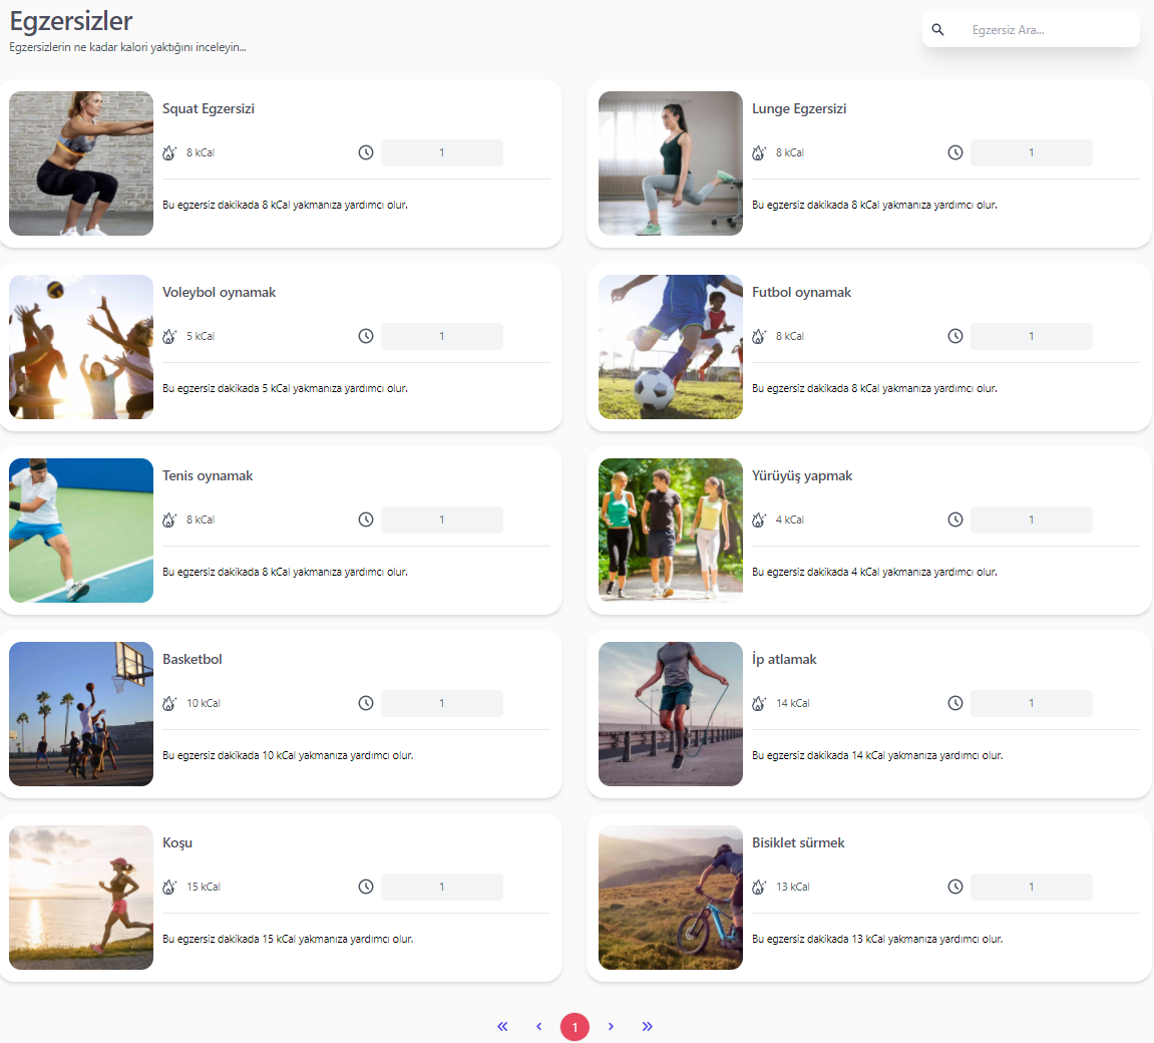 Egzersizler
Egzersizlerin ne kadar kalori yaktığını inceleyin...
Egzersiz Ara...
Squat Egzersizi
8 kCal
1
Bu egzersiz dakikada 8 kCal yakmanıza yardımcı olur.
Lunge Egzersizi
8 kCal
1
Bu egzersiz dakikada 8 kCal yakmanıza yardımcı olur.
Voleybol oynamak
5 kCal
1
Bu egzersiz dakikada 5 kCal yakmanıza yardımcı olur.
Futbol oynamak
8 kCal
1
Bu egzersiz dakikada 8 kCal yakmanıza yardımcı olur.
Tenis oynamak
8 kCal
1
Bu egzersiz dakikada 8 kCal yakmanıza yardımcı olur.
Yürüyüş yapmak
4 kCal
1
Bu egzersiz dakikada 4 kCal yakmanıza yardımcı olur.
Basketbol
10 kCal
1
Bu egzersiz dakikada 10 kCal yakmanıza yardımcı olur.
İp atlamak
14 kCal
1
Bu egzersiz dakikada 14 kCal yakmanıza yardımcı olur.
Koşu
15 kCal
1
Bu egzersiz dakikada 15 kCal yakmanıza yardımcı olur.
Bisiklet sürmek
13 kCal
1
Bu egzersiz dakikada 13 kCal yakmanıza yardımcı olur.
« ‹ 1 › »